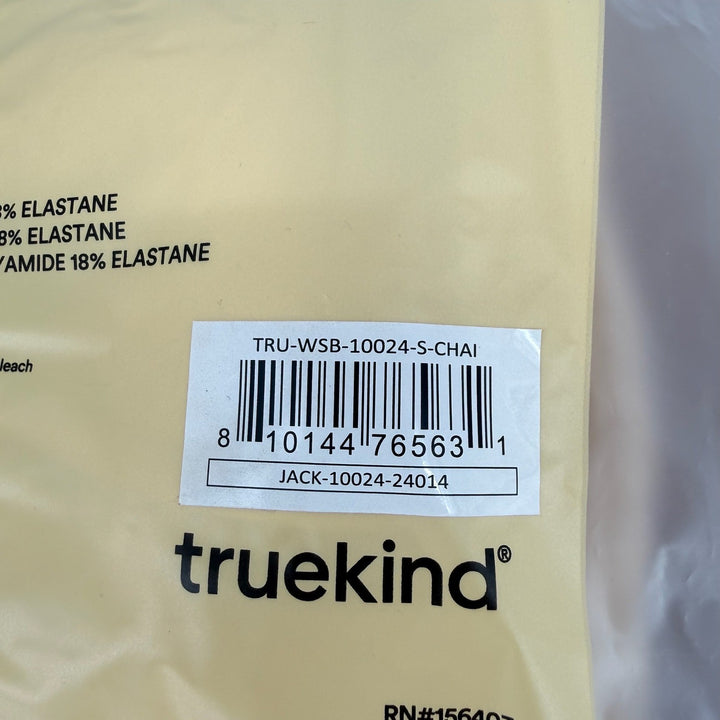 % ELASTANE
8% ELASTANE
YAMIDE 18% ELASTANE
leach
TRU-WSB-10024-S-CHAI
8 10144 76563 1
JACK-10024-24014
truekind®